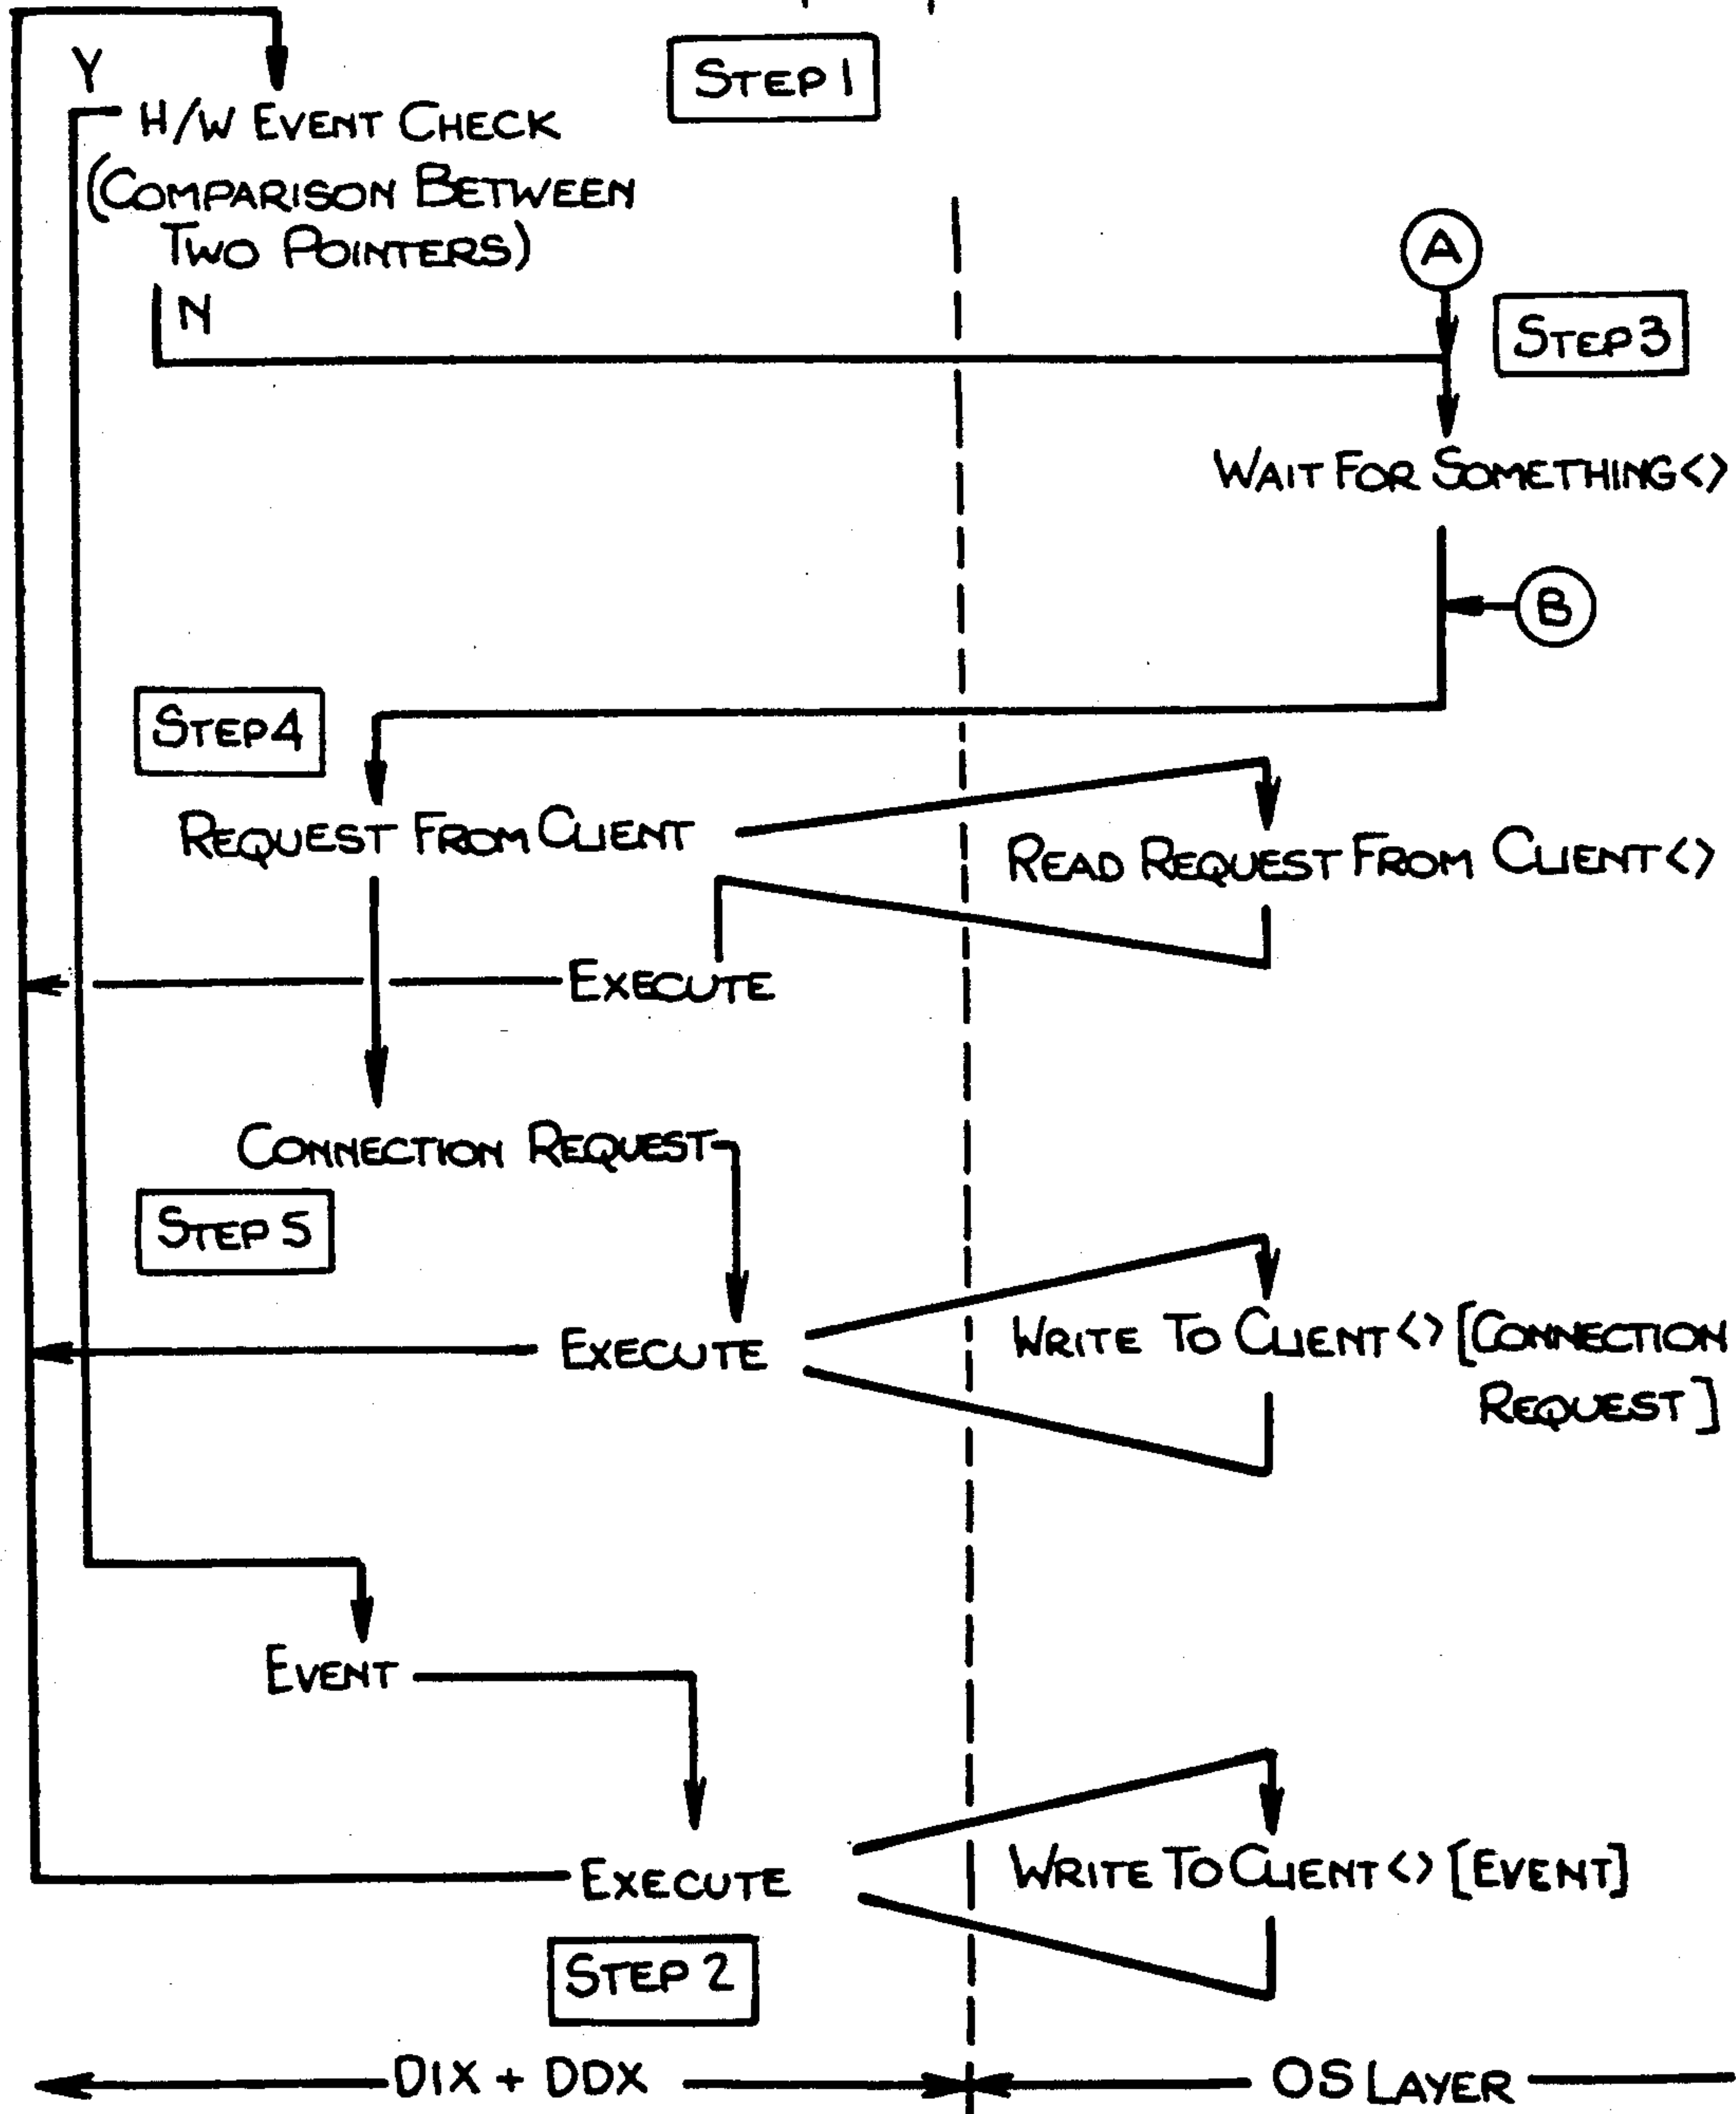 STEP 1
Y
H/W EVENT CHECK
(COMPARISON BETWEEN
TWO POINTERS)
N
A
STEP 3
WAIT FOR SOMETHING<>
B
STEP 4
REQUEST FROM CLIENT
READ REQUEST FROM CLIENT<>
EXECUTE
CONNECTION REQUEST
STEP 5
EXECUTE
WRITE TO CLIENT<> [CONNECTION
REQUEST]
EVENT
EXECUTE
WRITE TO CLIENT<> [EVENT]
STEP 2
DIX + DDX
OS LAYER